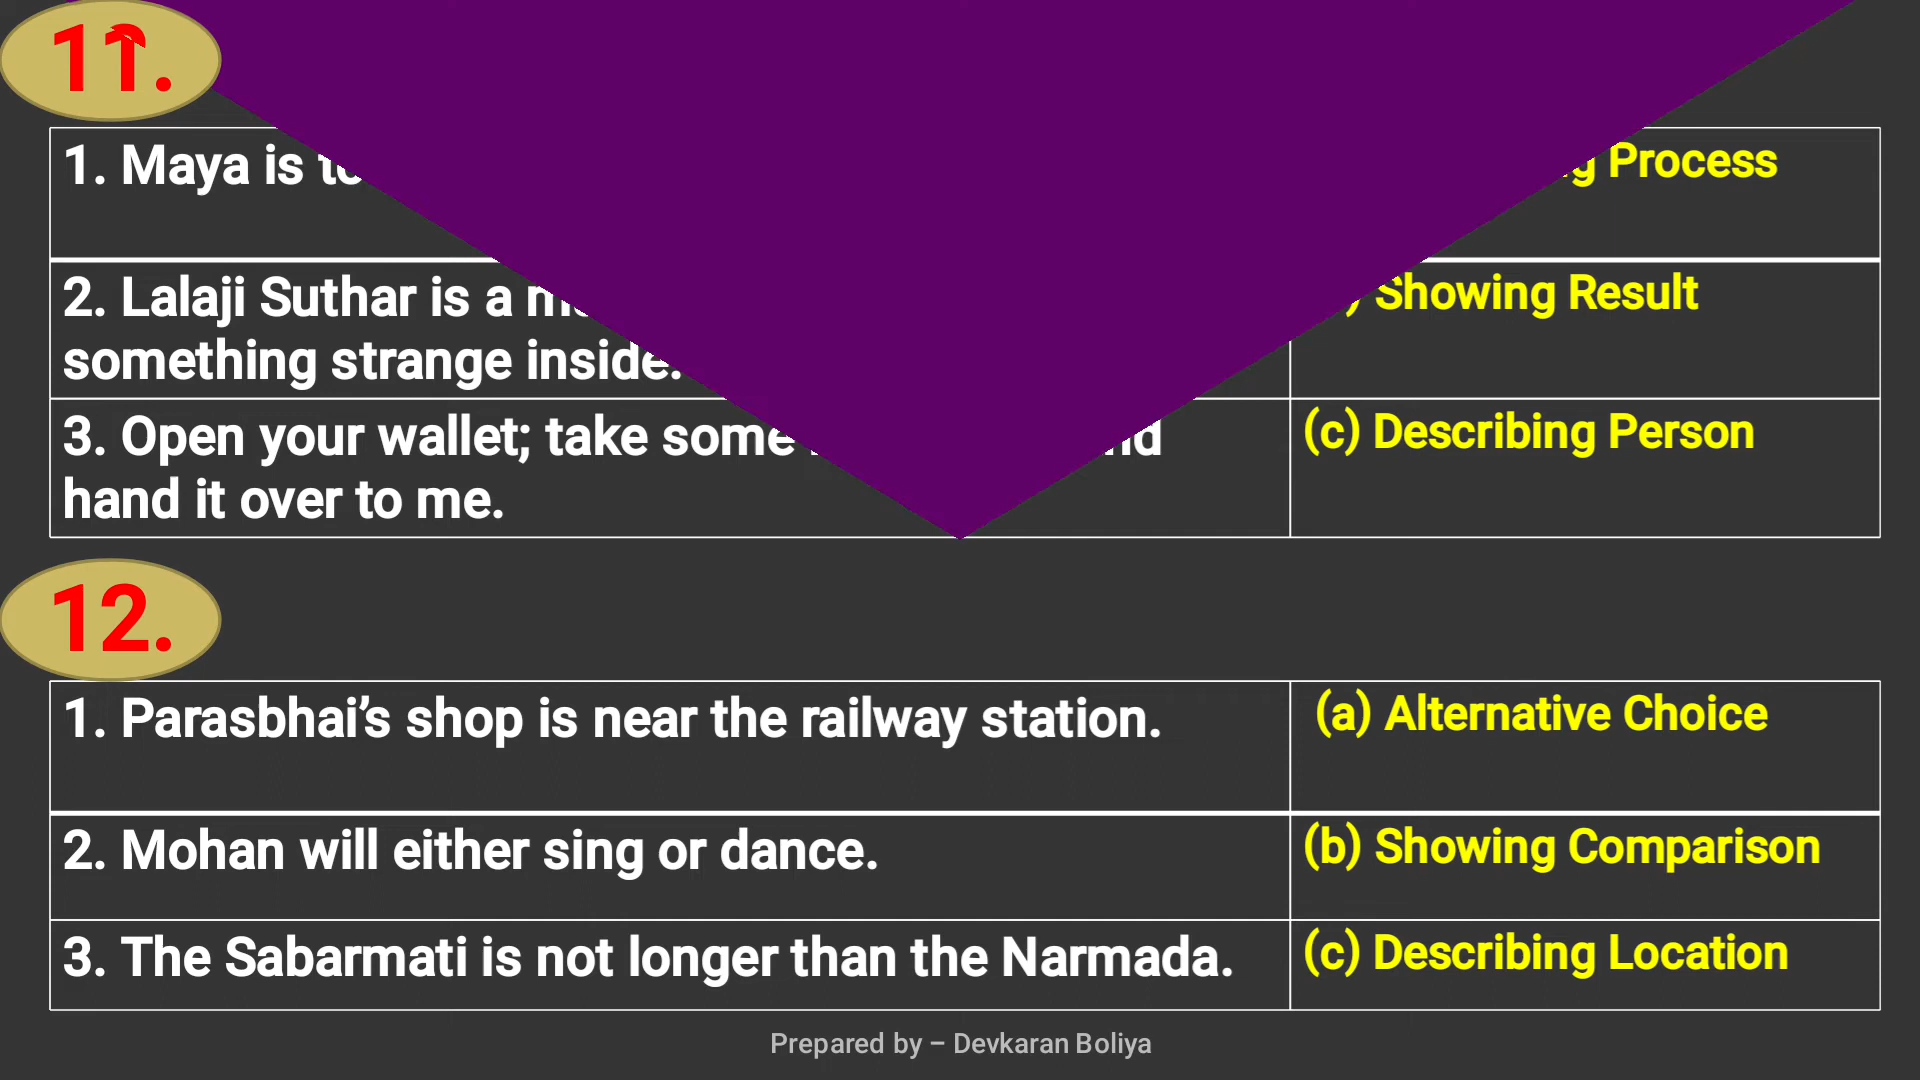 11.
1. Maya is
Process
2. Lalaji Suthar is a
Showing Result
something strange inside.
3. Open your wallet; take some
(c) Describing Person
hand it over to me.
12.
1. Parasbhai’s shop is near the railway station.
(a) Alternative Choice
2. Mohan will either sing or dance.
(b) Showing Comparison
3. The Sabarmati is not longer than the Narmada.
(c) Describing Location
Prepared by – Devkaran Boliya